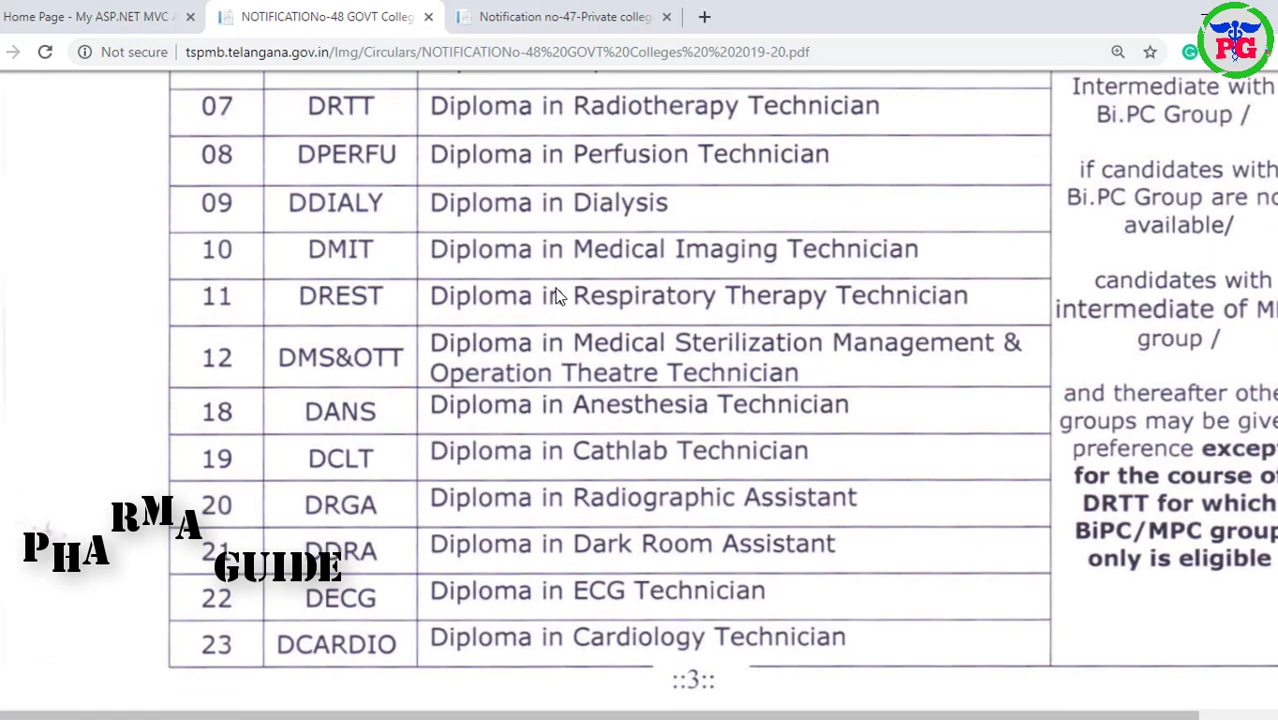 Home Page - My ASP.NET MVC A
NOTIFICATIONo-48 GOVT Colleg
Notification no-47-Private colleg
Not secure
tspmb.telangana.gov.in/Img/Circulars/NOTIFICATIONo-48%20GOVT%20Colleges%20%202019-20.pdf
PG
07 DRTT Diploma in Radiotherapy Technician
08 DPERFU Diploma in Perfusion Technician
09 DDIALY Diploma in Dialysis
10 DMIT Diploma in Medical Imaging Technician
11 DREST Diploma in Respiratory Therapy Technician
12 DMS&OTT Diploma in Medical Sterilization Management &
Operation Theatre Technician
18 DANS Diploma in Anesthesia Technician
19 DCLT Diploma in Cathlab Technician
20 DRGA Diploma in Radiographic Assistant
21 DDRA Diploma in Dark Room Assistant
22 DECG Diploma in ECG Technician
23 DCARDIO Diploma in Cardiology Technician
Intermediate with
Bi.PC Group /
if candidates with
Bi.PC Group are no
available/
candidates with
intermediate of M
group /
and thereafter othe
groups may be give
preference except
for the course of
DRTT for which
BiPC/MPC group
only is eligible
::3::
PHARMA
GUIDE